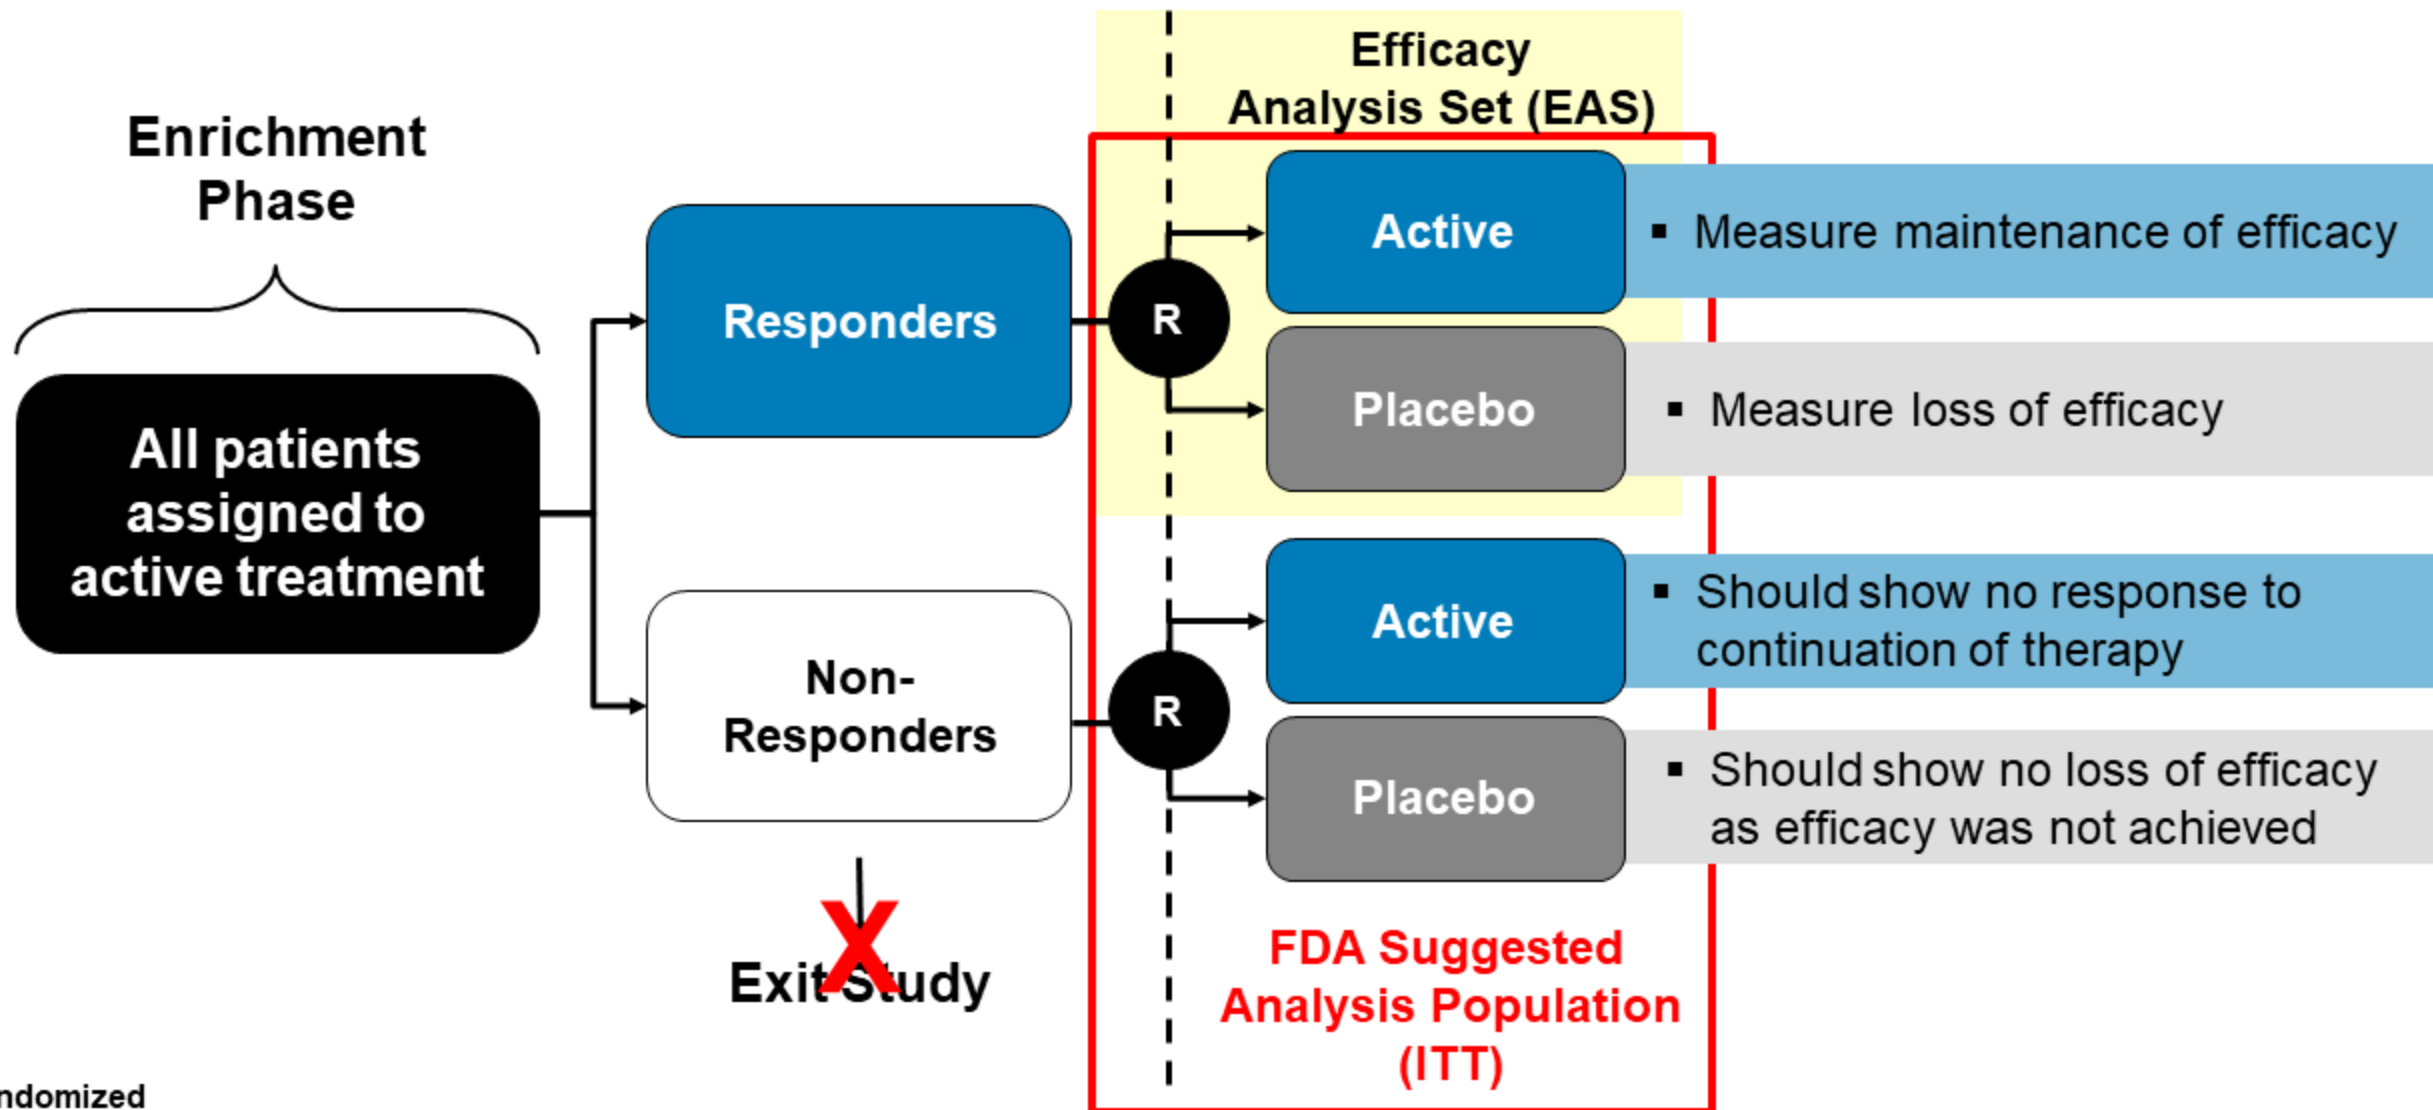 Efficacy
Analysis Set (EAS)
Enrichment
Phase
All patients
assigned to
active treatment
Responders
R
Active
▪ Measure maintenance of efficacy
Placebo
▪ Measure loss of efficacy
Non-
Responders
R
Active
▪ Should show no response to
continuation of therapy
Placebo
▪ Should show no loss of efficacy
as efficacy was not achieved
X
Exit Study
FDA Suggested
Analysis Population
(ITT)
ndomized